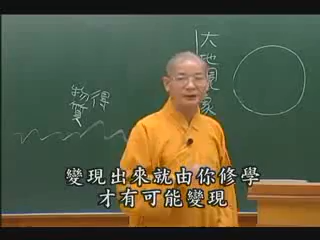 大地現象
物質
得
變現出來就由你修學
才有可能變現